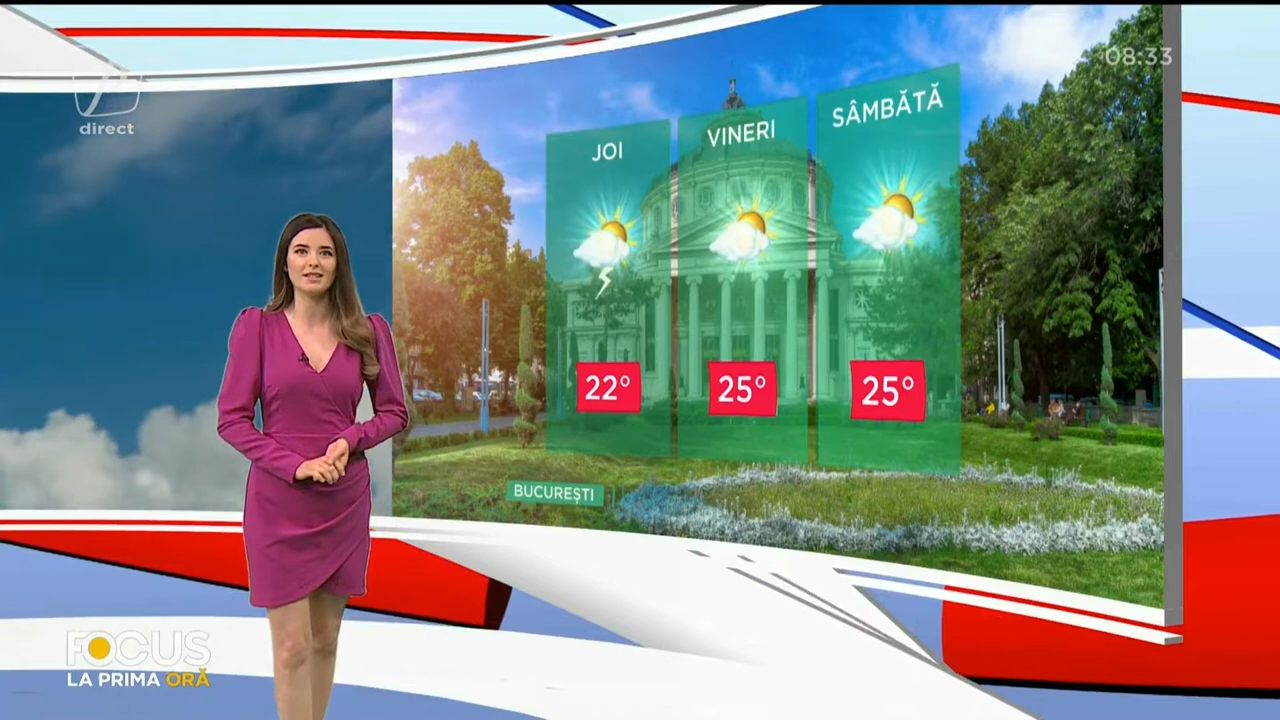 08:33
direct
JOI
VINERI
SÂMBĂTĂ
22°
25°
25°
BUCUREȘTI
FOCUS
LA PRIMA ORĂ